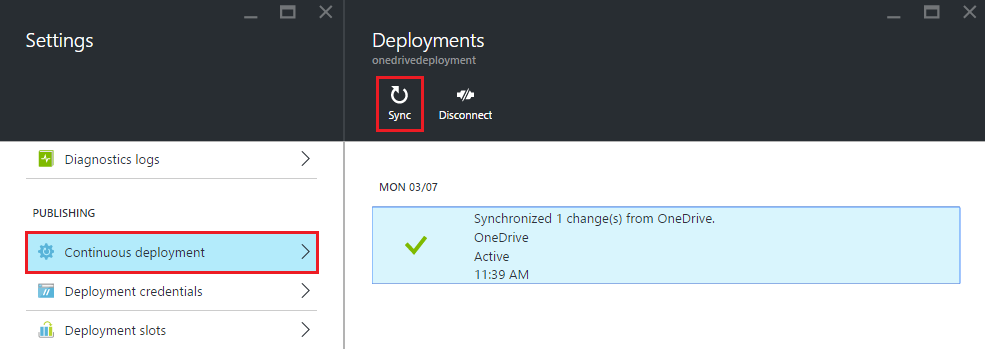 Settings
Diagnostics logs
PUBLISHING
Continuous deployment
Deployment credentials
Deployment slots
Deployments
onedrivedeployment
Sync
Disconnect
MON 03/07
Synchronized 1 change(s) from OneDrive.
OneDrive
Active
11:39 AM